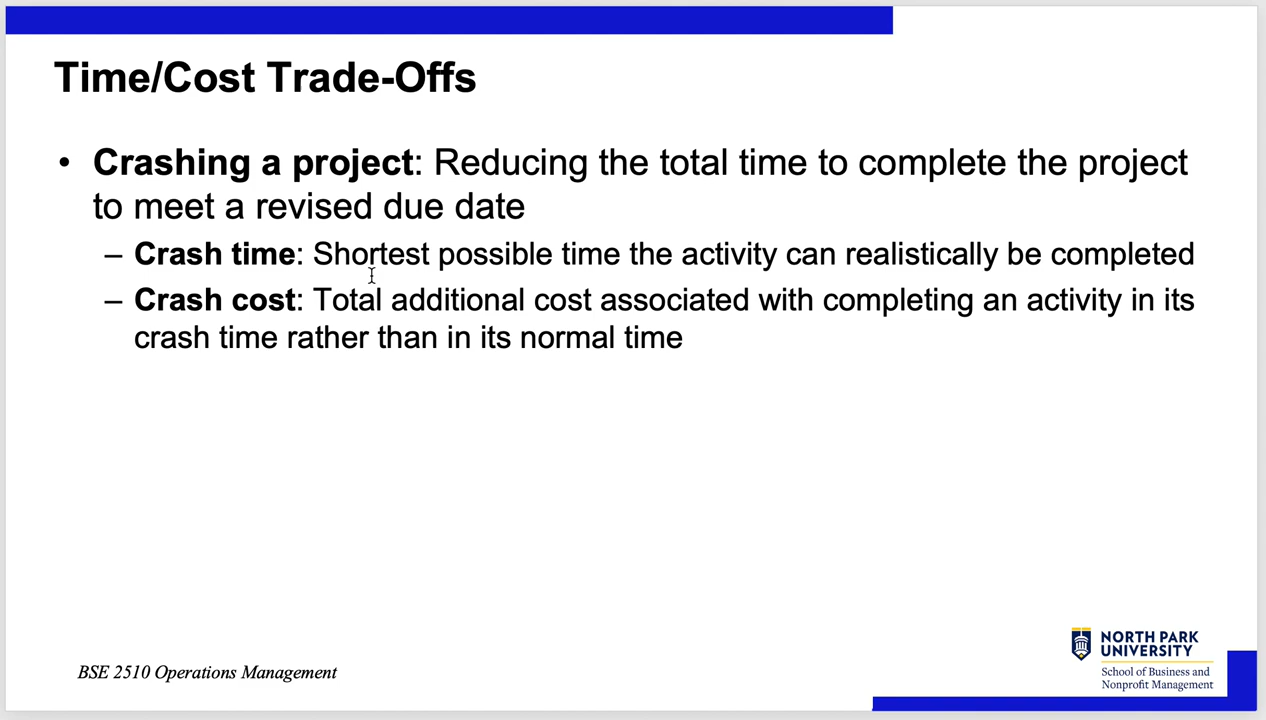 Time/Cost Trade-Offs
• Crashing a project: Reducing the total time to complete the project
to meet a revised due date
– Crash time: Shortest possible time the activity can realistically be completed
– Crash cost: Total additional cost associated with completing an activity in its
crash time rather than in its normal time
BSE 2510 Operations Management
NORTH PARK
UNIVERSITY
School of Business and
Nonprofit Management